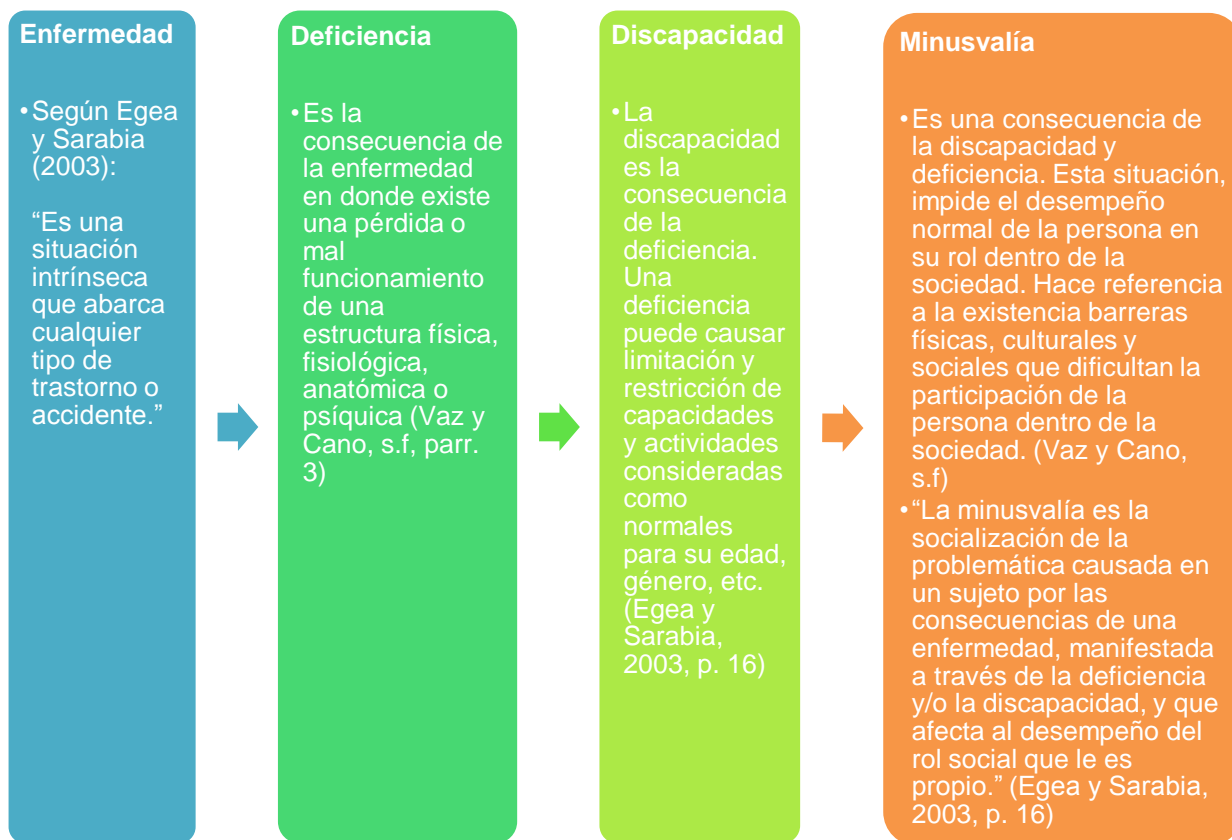 Enfermedad
•Según Egea
y Sarabia
(2003):
“Es una
situación
intrínseca
que abarca
cualquier
tipo de
trastorno o
accidente.”
Deficiencia
•Es la
consecuencia de
la enfermedad
en donde existe
una pérdida o
mal
funcionamiento
de una
estructura física,
fisiológica,
anatómica o
psíquica (Vaz y
Cano, s.f, parr.
3)
Discapacidad
•La
discapacidad
es la
consecuencia
de la
deficiencia.
Una
deficiencia
puede causar
limitación y
restricción de
capacidades
y actividades
consideradas
como
normales
para su edad,
género, etc.
(Egea y
Sarabia,
2003, p. 16)
Minusvalía
•Es una consecuencia de
la discapacidad y
deficiencia. Esta situación,
impide el desempeño
normal de la persona en
su rol dentro de la
sociedad. Hace referencia
a la existencia barreras
físicas, culturales y
sociales que dificultan la
participación de la
persona dentro de la
sociedad. (Vaz y Cano,
s.f)
•“La minusvalía es la
socialización de la
problemática causada en
un sujeto por las
consecuencias de una
enfermedad, manifestada
a través de la deficiencia
y/o la discapacidad, y que
afecta al desempeño del
rol social que le es
propio.” (Egea y Sarabia,
2003, p. 16)